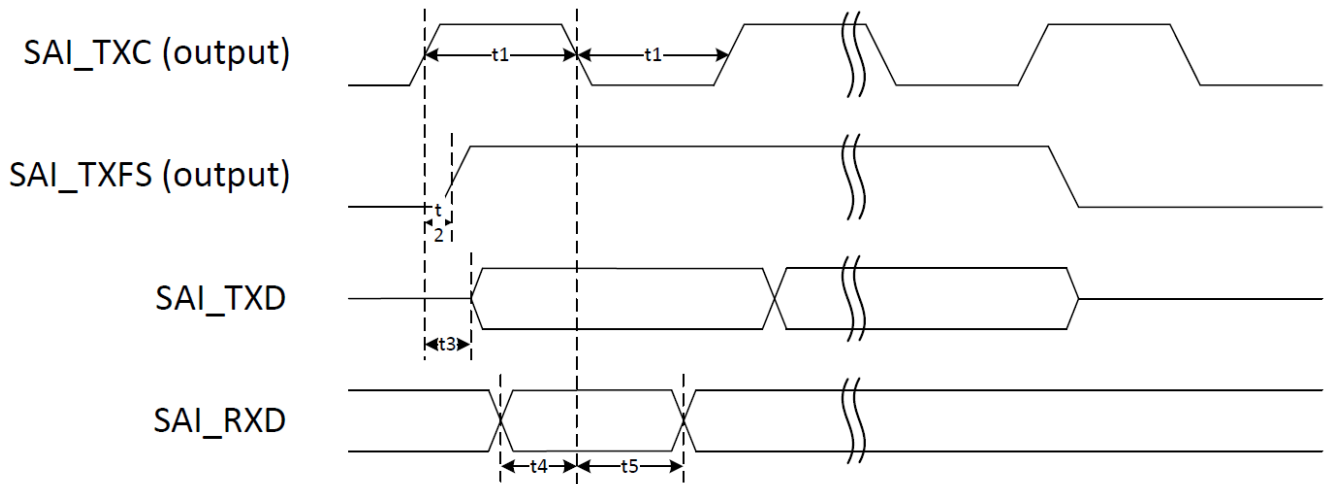 SAI_TXC (output)
t1
t1
SAI_TXFS (output)
t
2
SAI_TXD
t3
SAI_RXD
t4
t5